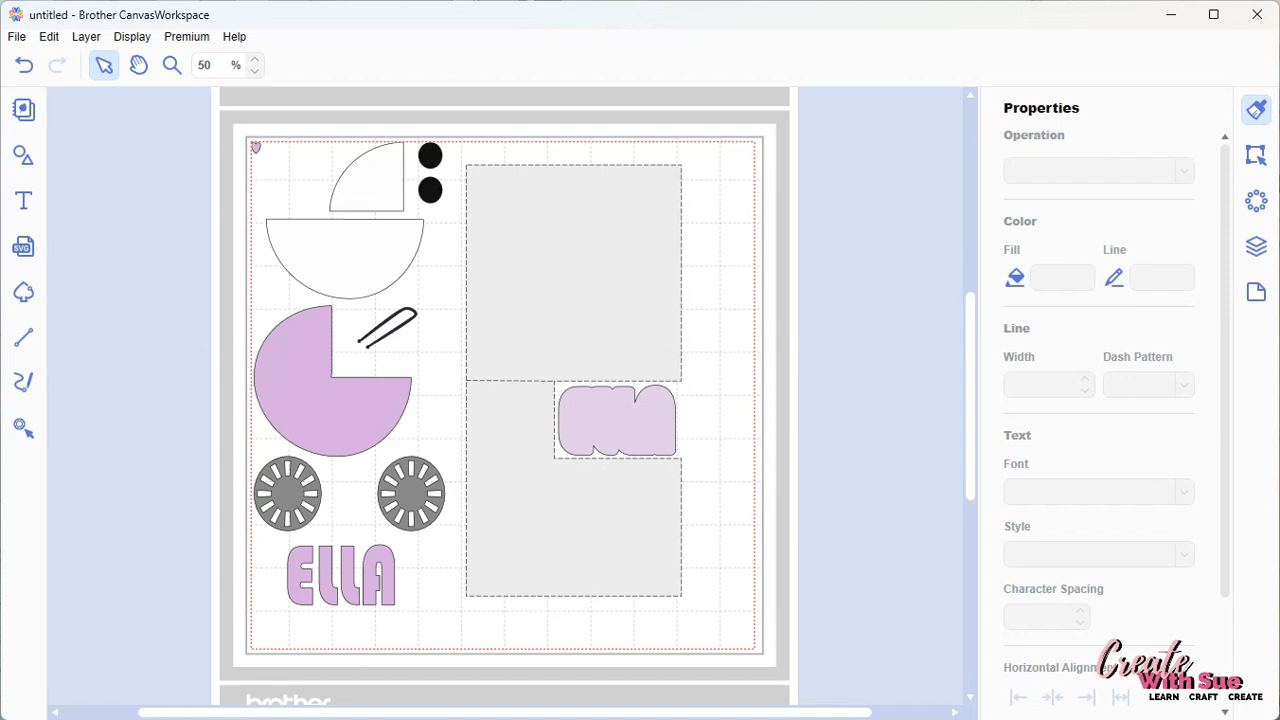 untitled - Brother CanvasWorkspace
File Edit Layer Display Premium Help
50 %
SVG
ELLA
brother
Properties
Operation
Color
Fill Line
Line
Width Dash Pattern
Text
Font
Style
Character Spacing
Horizontal Alignm
Create
With Sue
LEARN CRAFT CREATE